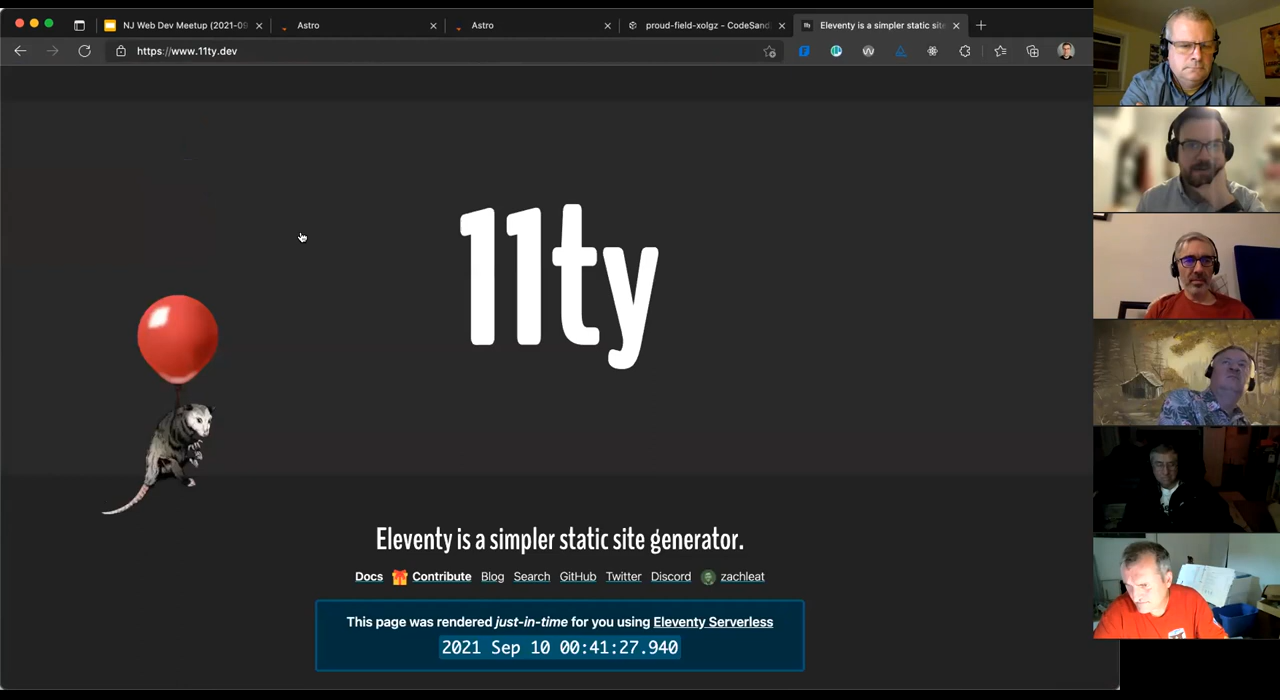 NJ Web Dev Meetup (2021-09
Astro
Astro
proud-field-xolgz - CodeSand
Eleventy is a simpler static site
https://www.11ty.dev
11ty
Eleventy is a simpler static site generator.
Docs Contribute Blog Search GitHub Twitter Discord zachleat
This page was rendered just-in-time for you using Eleventy Serverless
2021 Sep 10 00:41:27.940